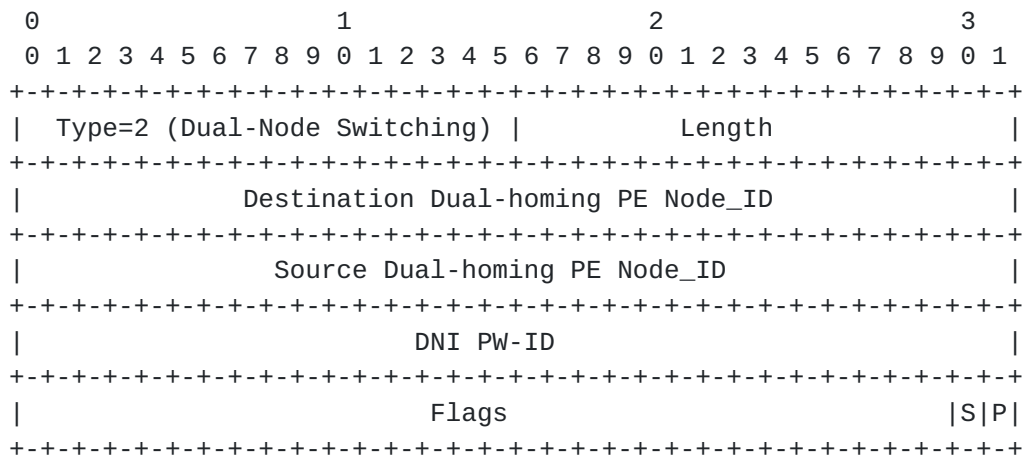 0                   1                   2                   3
 0 1 2 3 4 5 6 7 8 9 0 1 2 3 4 5 6 7 8 9 0 1 2 3 4 5 6 7 8 9 0 1
+-+-+-+-+-+-+-+-+-+-+-+-+-+-+-+-+-+-+-+-+-+-+-+-+-+-+-+-+-+-+-+-+
|  Type=2 (Dual-Node Switching) |          Length               |
+-+-+-+-+-+-+-+-+-+-+-+-+-+-+-+-+-+-+-+-+-+-+-+-+-+-+-+-+-+-+-+-+
|              Destination Dual-homing PE Node_ID               |
+-+-+-+-+-+-+-+-+-+-+-+-+-+-+-+-+-+-+-+-+-+-+-+-+-+-+-+-+-+-+-+-+
|                Source Dual-homing PE Node_ID                  |
+-+-+-+-+-+-+-+-+-+-+-+-+-+-+-+-+-+-+-+-+-+-+-+-+-+-+-+-+-+-+-+-+
|                         DNI PW-ID                             |
+-+-+-+-+-+-+-+-+-+-+-+-+-+-+-+-+-+-+-+-+-+-+-+-+-+-+-+-+-+-+-+-+
|                          Flags                            |S|P|
+-+-+-+-+-+-+-+-+-+-+-+-+-+-+-+-+-+-+-+-+-+-+-+-+-+-+-+-+-+-+-+-+